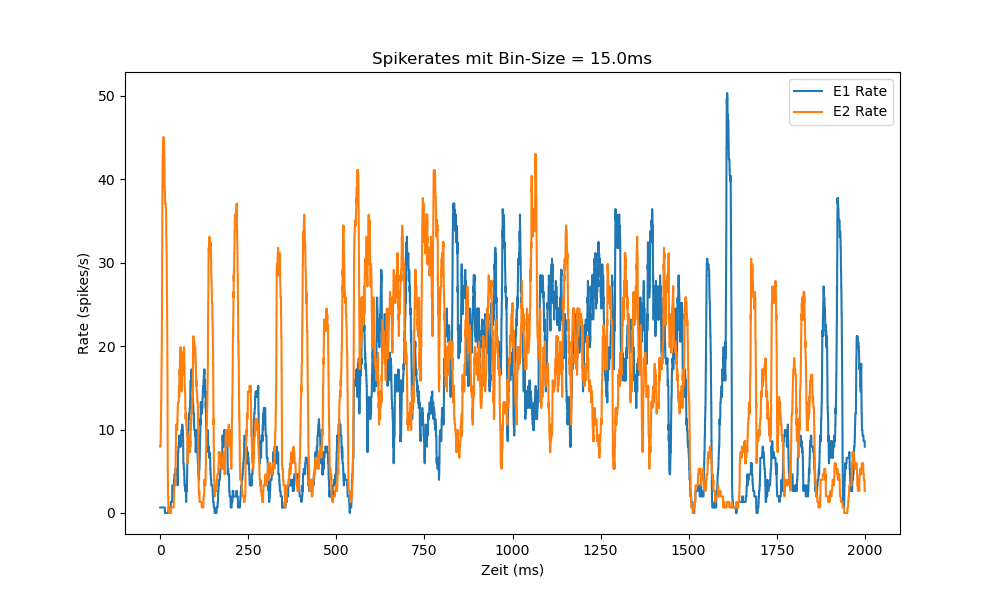 Spikerates mit Bin-Size = 15.0ms
E1 Rate
E2 Rate
Rate (spikes/s)
50
40
30
20
10
0
0 250 500 750 1000 1250 1500 1750 2000
Zeit (ms)